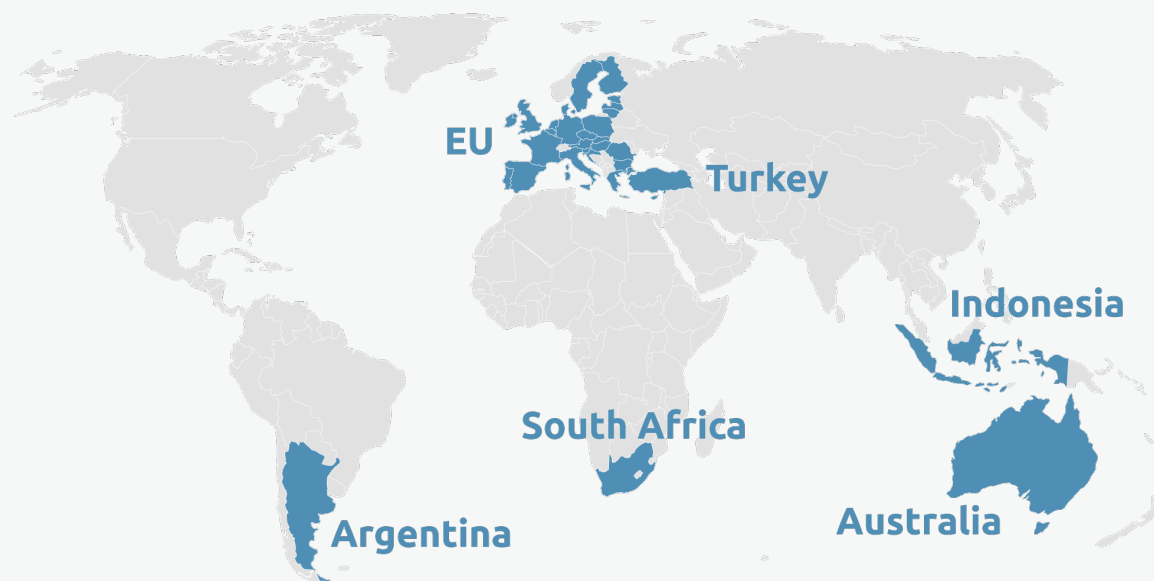 EU
Turkey
Indonesia
South Africa
Australia
Argentina